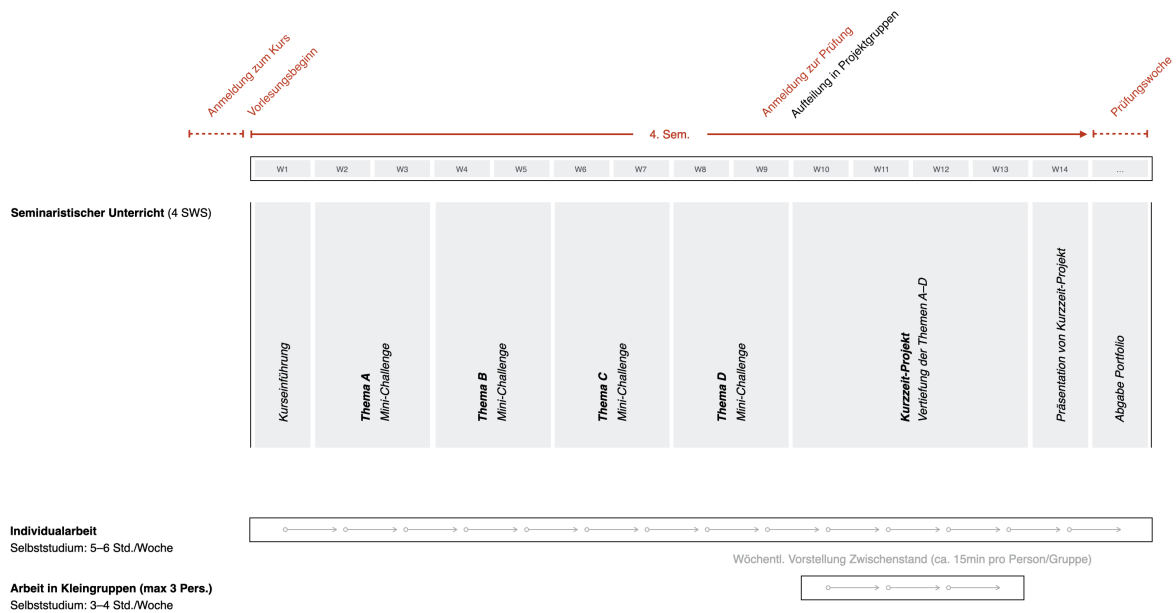 Anmeldung zum Kurs
Vorlesungsbeginn
Anmeldung zur Prüfung
Aufteilung in Projektgruppen
Prüfungswoche
4. Sem.
W1 W2 W3 W4 W5 W6 W7 W8 W9 W10 W11 W12 W13 W14 ...
Seminaristischer Unterricht (4 SWS)
Kurseinführung
Thema A
Mini-Challenge
Thema B
Mini-Challenge
Thema C
Mini-Challenge
Thema D
Mini-Challenge
Kurzzeit-Projekt
Vertiefung der Themen A–D
Präsentation von Kurzzeit-Projekt
Abgabe Portfolio
Individualarbeit
Selbststudium: 5–6 Std./Woche
Wöchentl. Vorstellung Zwischenstand (ca. 15min pro Person/Gruppe)
Arbeit in Kleingruppen (max 3 Pers.)
Selbststudium: 3–4 Std./Woche